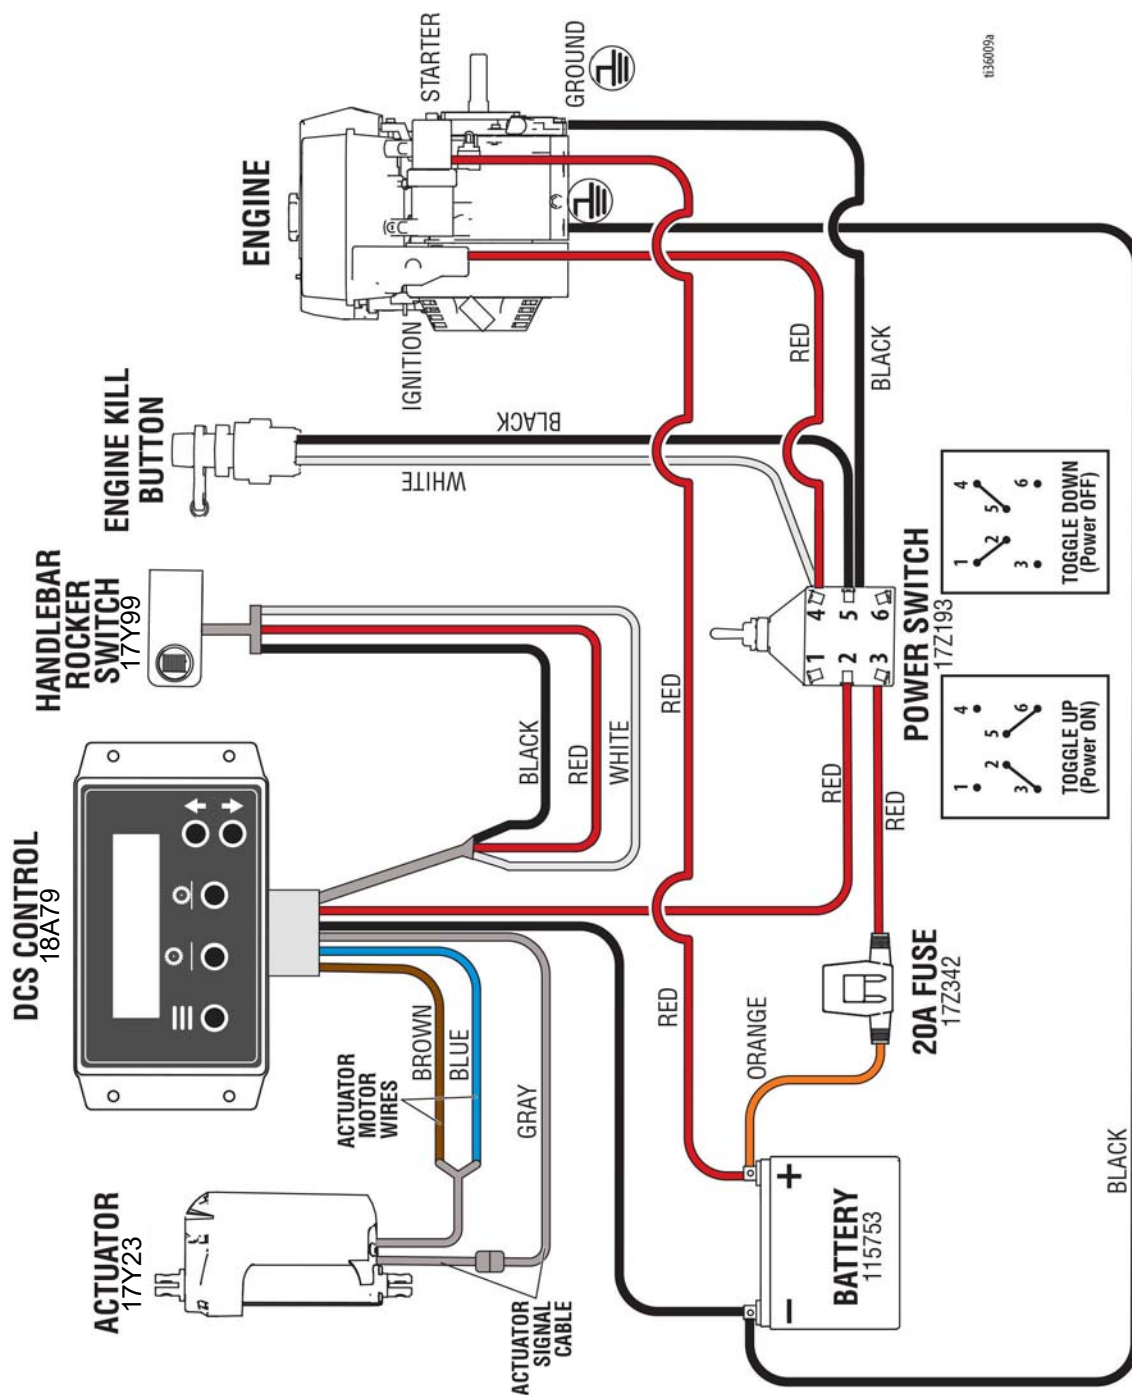 ACTUATOR
17Y23
DCS CONTROL
18A79
HANDLEBAR
ROCKER
SWITCH
17Y99
ENGINE KILL
BUTTON
ENGINE
STARTER
IGNITION
GROUND
ACTUATOR
MOTOR
WIRES
BROWN
BLUE
GRAY
ACTUATOR
SIGNAL
CABLE
BLACK
RED
WHITE
WHITE
BLACK
RED
RED
RED
BLACK
RED
RED
ORANGE
BATTERY
115753
+
−
20A FUSE
17Z342
1 4
2 5
3 6
POWER SWITCH
17Z193
1 4
2 5
3 6
TOGGLE UP
(Power ON)
1 4
2 5
3 6
TOGGLE DOWN
(Power OFF)
BLACK
ti36009a